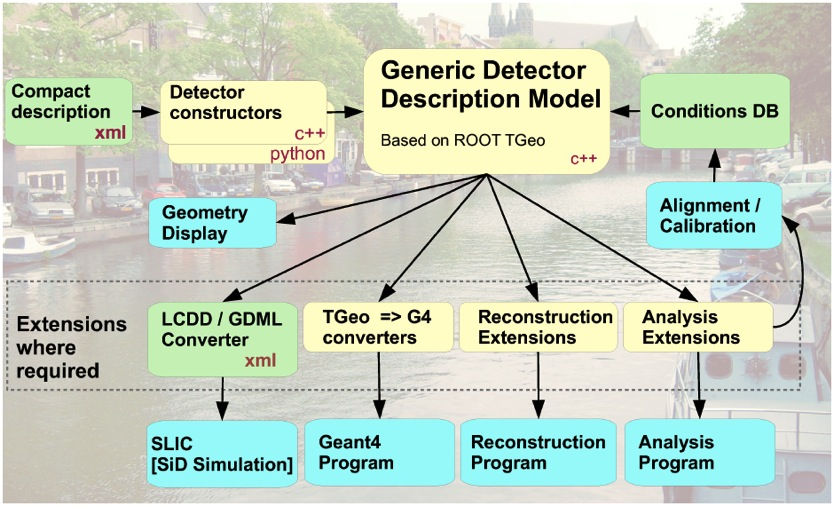 Compact
description
xml
Detector
constructors
c++
python
Generic Detector
Description Model
Based on ROOT TGeo
c++
Conditions DB
Geometry
Display
Alignment /
Calibration
Extensions
where
required
LCDD / GDML
Converter
xml
TGeo => G4
converters
Reconstruction
Extensions
Analysis
Extensions
SLIC
[SiD Simulation]
Geant4
Program
Reconstruction
Program
Analysis
Program